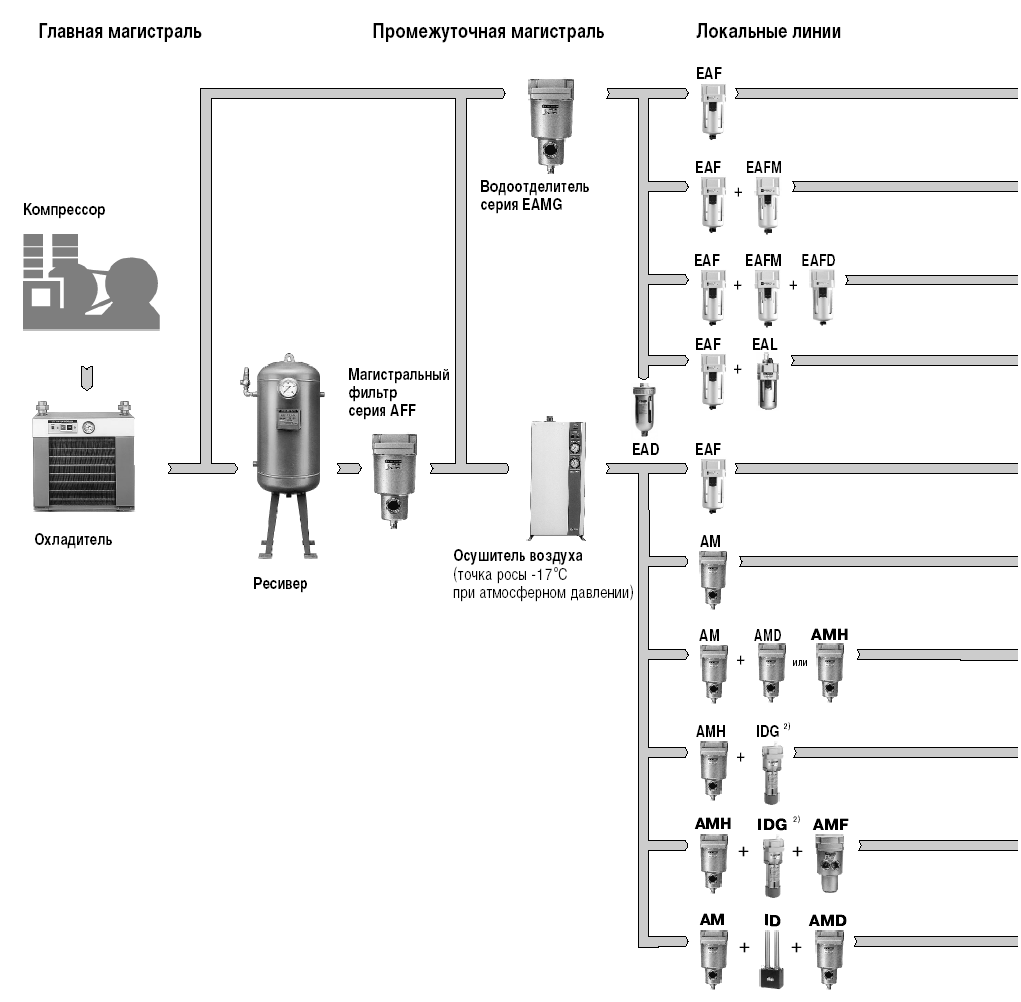 Главная магистраль
Промежуточная магистраль
Локальные линии
EAF
Водоотделитель
серия EAMG
EAF + EAFM
Компрессор
EAF + EAFM + EAFD
EAF + EAL
Магистральный
фильтр
серия AFF
EAD
EAF
Охладитель
Ресивер
Осушитель воздуха
(точка росы -17°C
при атмосферном давлении)
AM
AM + AMD или AMH
AMH + IDG 2)
AMH + IDG 2) + AMF
AM + ID + AMD